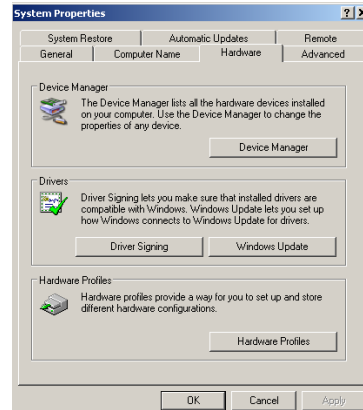 System Properties
System Restore Automatic Updates Remote
General Computer Name Hardware Advanced
Device Manager
The Device Manager lists all the hardware devices installed
on your computer. Use the Device Manager to change the
properties of any device.
Device Manager
Drivers
Driver Signing lets you make sure that installed drivers are
compatible with Windows. Windows Update lets you set up
how Windows connects to Windows Update for drivers.
Driver Signing Windows Update
Hardware Profiles
Hardware profiles provide a way for you to set up and store
different hardware configurations.
Hardware Profiles
OK Cancel Apply